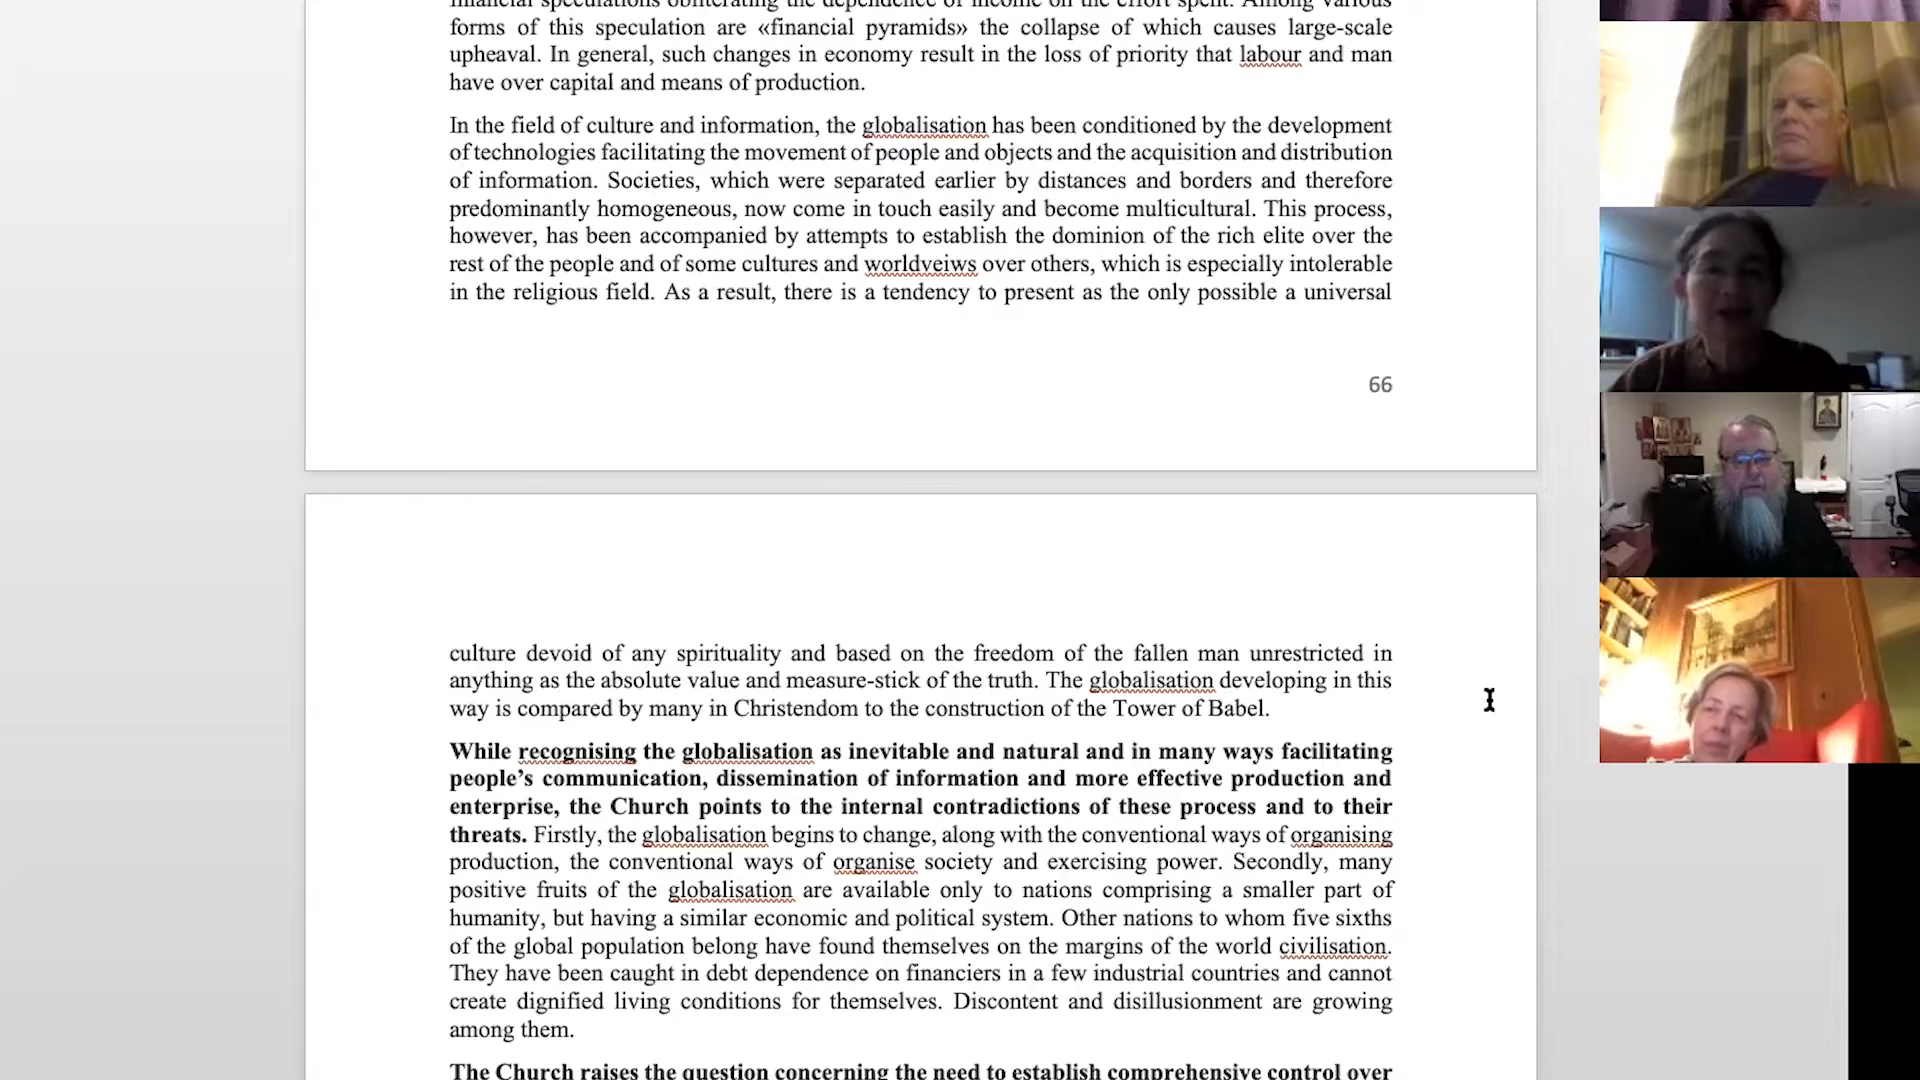 financial speculations obliterating the dependence of income on the effort spent. Among various
forms of this speculation are «financial pyramids» the collapse of which causes large-scale
upheaval. In general, such changes in economy result in the loss of priority that labour and man
have over capital and means of production.
In the field of culture and information, the globalisation has been conditioned by the development
of technologies facilitating the movement of people and objects and the acquisition and distribution
of information. Societies, which were separated earlier by distances and borders and therefore
predominantly homogeneous, now come in touch easily and become multicultural. This process,
however, has been accompanied by attempts to establish the dominion of the rich elite over the
rest of the people and of some cultures and worldveiws over others, which is especially intolerable
in the religious field. As a result, there is a tendency to present as the only possible a universal
66
culture devoid of any spirituality and based on the freedom of the fallen man unrestricted in
anything as the absolute value and measure-stick of the truth. The globalisation developing in this
way is compared by many in Christendom to the construction of the Tower of Babel.
While recognising the globalisation as inevitable and natural and in many ways facilitating
people’s communication, dissemination of information and more effective production and
enterprise, the Church points to the internal contradictions of these process and to their
threats. Firstly, the globalisation begins to change, along with the conventional ways of organising
production, the conventional ways of organise society and exercising power. Secondly, many
positive fruits of the globalisation are available only to nations comprising a smaller part of
humanity, but having a similar economic and political system. Other nations to whom five sixths
of the global population belong have found themselves on the margins of the world civilisation.
They have been caught in debt dependence on financiers in a few industrial countries and cannot
create dignified living conditions for themselves. Discontent and disillusionment are growing
among them.
The Church raises the question concerning the need to establish comprehensive control over